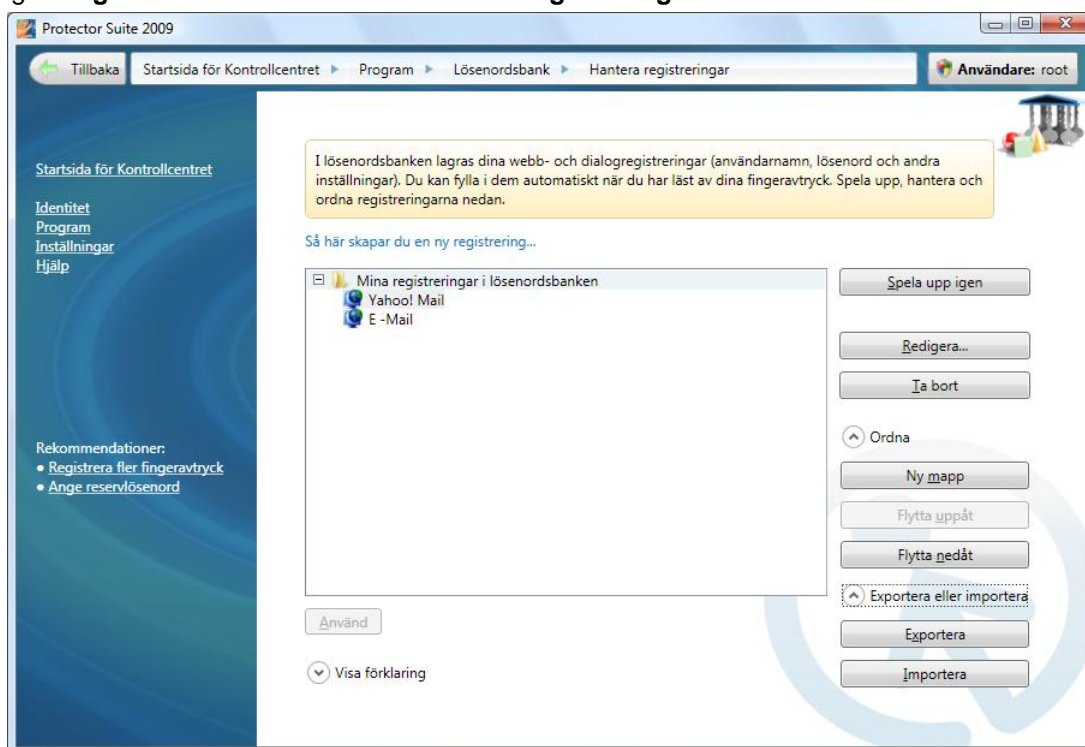 Protector Suite 2009
Tillbaka
Startsida för Kontrollcentret
Program
Lösenordsbank
Hantera registreringar
Användare: root
Startsida för Kontrollcentret
Identitet
Program
Inställningar
Hjälp
Rekommendationer:
• Registrera fler fingeravtryck
• Ange reservlösenord
I lösenordsbanken lagras dina webb- och dialogregistreringar (användarnamn, lösenord och andra
inställningar). Du kan fylla i dem automatiskt när du har läst av dina fingeravtryck. Spela upp, hantera och
ordna registreringarna nedan.
Så här skapar du en ny registrering...
Mina registreringar i lösenordsbanken
Yahoo! Mail
E -Mail
Använd
Visa förklaring
Spela upp igen
Redigera...
Ta bort
Ordna
Ny mapp
Flytta uppåt
Flytta nedåt
Exportera eller importera
Exportera
Importera